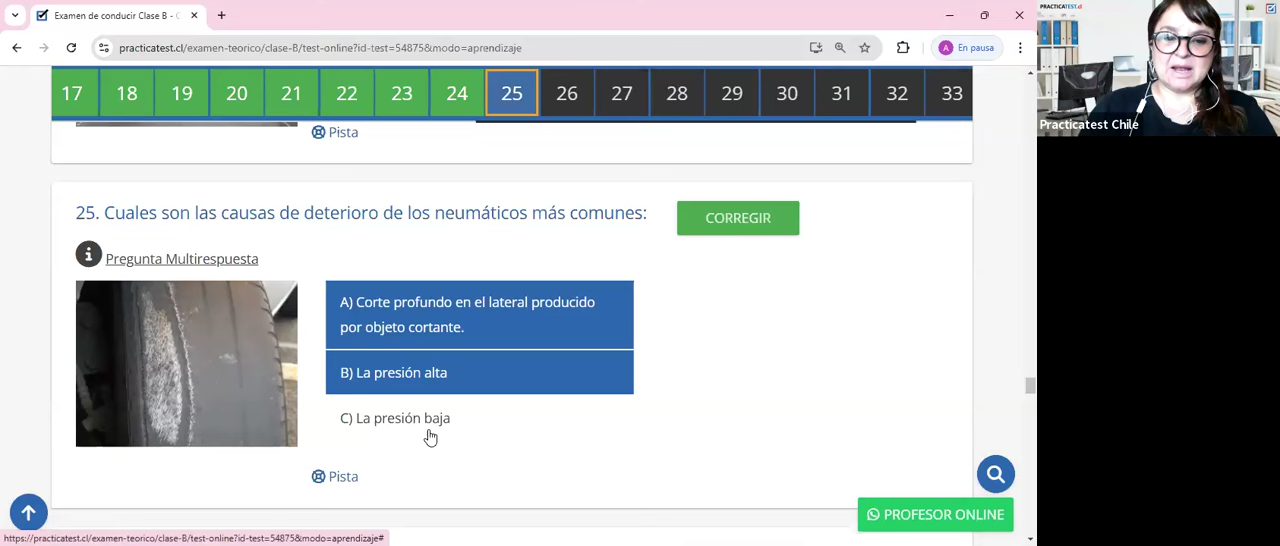 Examen de conducir Clase B - C
practicatest.cl/examen-teorico/clase-B/test-online?id-test=54875&modo=aprendizaje
A En pausa
PRACTICATEST.cl
Practicatest Chile
17 18 19 20 21 22 23 24 25 26 27 28 29 30 31 32 33
Pista
25. Cuales son las causas de deterioro de los neumáticos más comunes:
CORREGIR
Pregunta Multirespuesta
A) Corte profundo en el lateral producido
por objeto cortante.
B) La presión alta
C) La presión baja
Pista
PROFESOR ONLINE
https://practicatest.cl/examen-teorico/clase-B/test-online?id-test=54875&modo=aprendizaje#